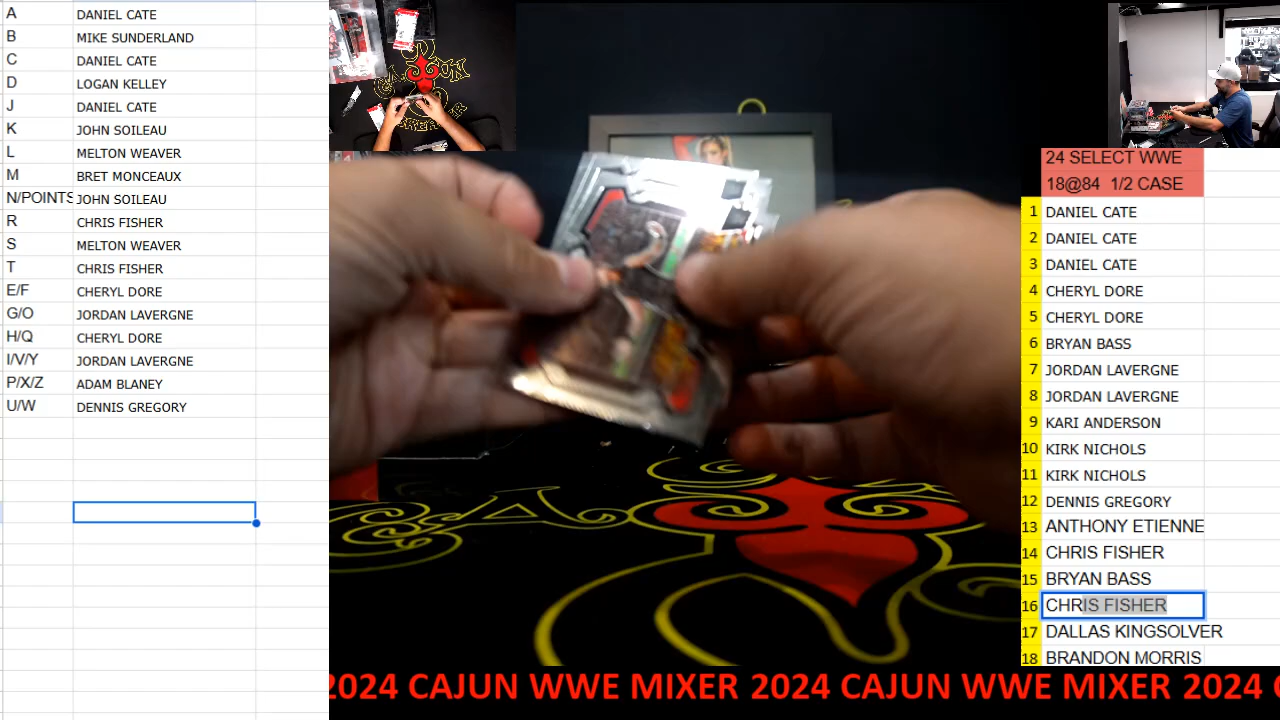 A DANIEL CATE
B MIKE SUNDERLAND
C DANIEL CATE
D LOGAN KELLEY
J DANIEL CATE
K JOHN SOILEAU
L MELTON WEAVER
M BRET MONCEAUX
N/POINTS JOHN SOILEAU
R CHRIS FISHER
S MELTON WEAVER
T CHRIS FISHER
E/F CHERYL DORE
G/O JORDAN LAVERGNE
H/Q CHERYL DORE
I/V/Y JORDAN LAVERGNE
P/X/Z ADAM BLANEY
U/W DENNIS GREGORY
24 SELECT WWE
18@84 1/2 CASE
1 DANIEL CATE
2 DANIEL CATE
3 DANIEL CATE
4 CHERYL DORE
5 CHERYL DORE
6 BRYAN BASS
7 JORDAN LAVERGNE
8 JORDAN LAVERGNE
9 KARI ANDERSON
10 KIRK NICHOLS
11 KIRK NICHOLS
12 DENNIS GREGORY
13 ANTHONY ETIENNE
14 CHRIS FISHER
15 BRYAN BASS
16 CHRIS FISHER
17 DALLAS KINGSOLVER
18 BRANDON MORRIS
2024 CAJUN WWE MIXER 2024 CAJUN WWE MIXER 2024